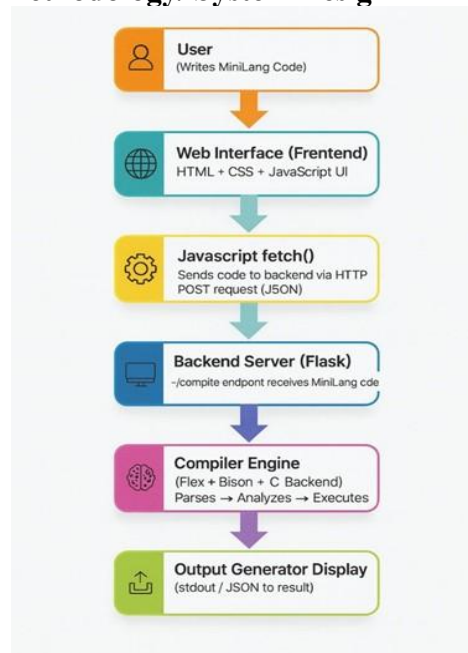 User
(Writes MiniLang Code)
Web Interface (Frentend)
HTML + CSS + JavaScript UI
Javascript fetch()
Sends code to backend via HTTP
POST request (J5ON)
Backend Server (Flask)
-/compite endpont receives MiniLang cde
Compiler Engine
(Flex + Bison + C Backend)
Parses → Analyzes → Executes
Output Generator Display
(stdout / JSON to result)